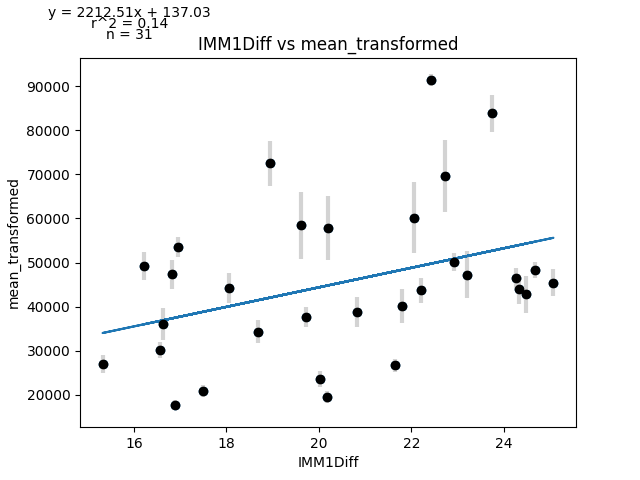 y = 2212.51x + 137.03
r^2 = 0.14
n = 31
IMM1Diff vs mean_transformed
mean_transformed
90000
80000
70000
60000
50000
40000
30000
20000
16 18 20 22 24
IMM1Diff